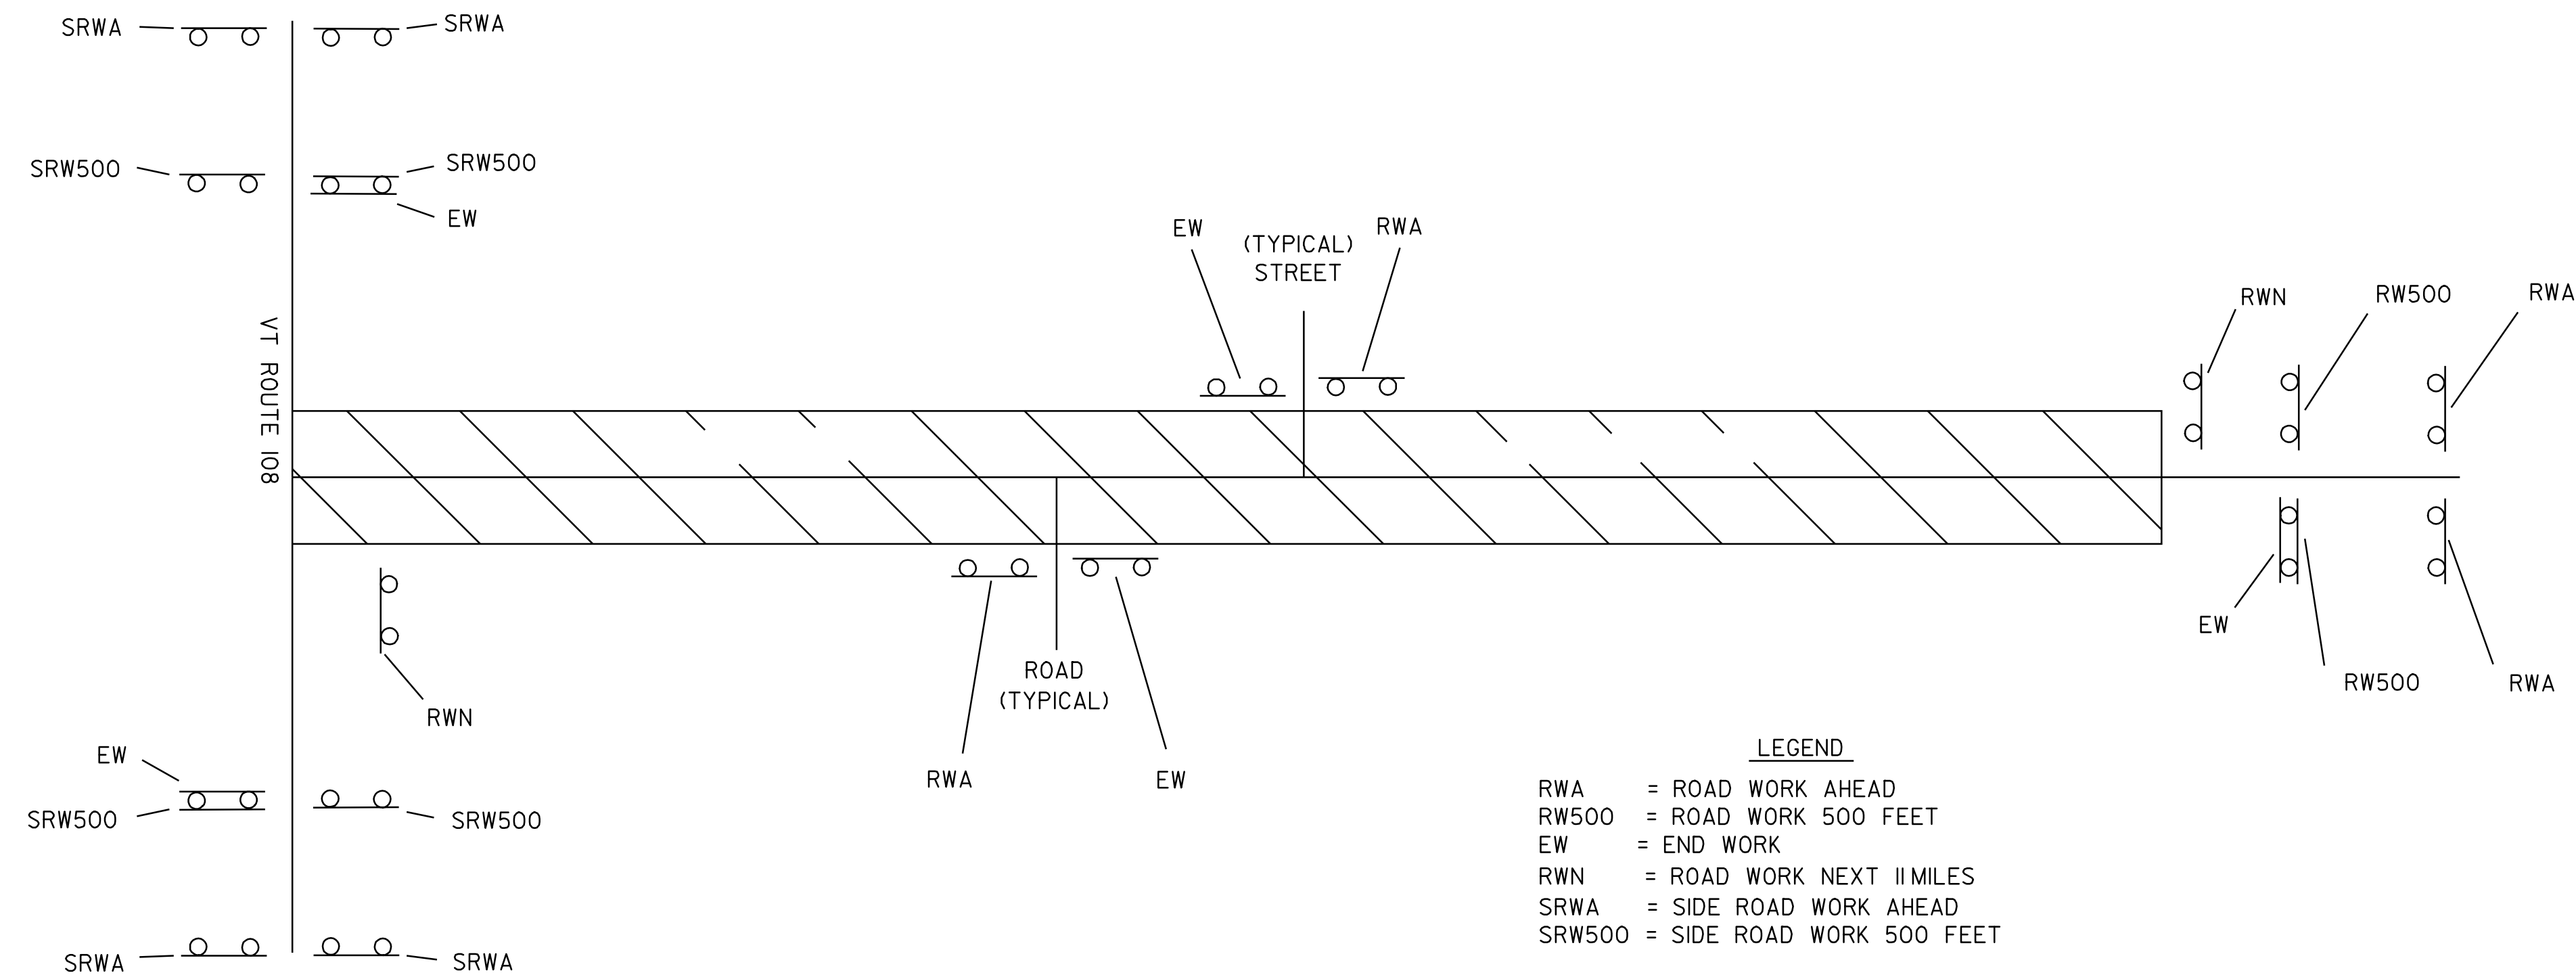 SRWA
SRWA
SRW500
SRW500
EW
EW
(TYPICAL)
STREET
RWA
RWN
RW500
RWA
VT ROUTE 108
RWN
ROAD
(TYPICAL)
EW
RW500
RWA
EW
SRW500
SRW500
RWA
EW
SRWA
SRWA
LEGEND
RWA = ROAD WORK AHEAD
RW500 = ROAD WORK 500 FEET
EW = END WORK
RWN = ROAD WORK NEXT 11 MILES
SRWA = SIDE ROAD WORK AHEAD
SRW500 = SIDE ROAD WORK 500 FEET